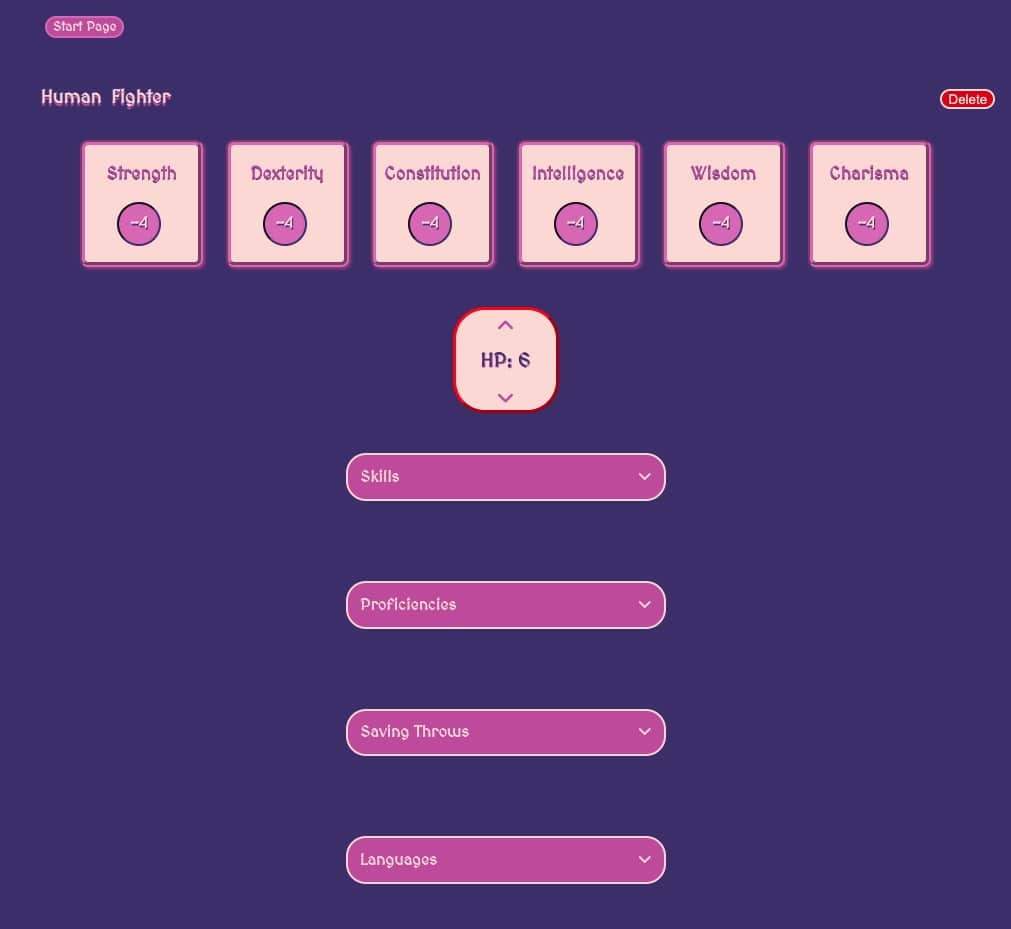 Start Page
Human Fighter
Delete
Strength Dexterity Constitution Intelligence Wisdom Charisma
-4 -4 -4 -4 -4 -4
HP: 6
Skills
Proficiencies
Saving Throws
Languages